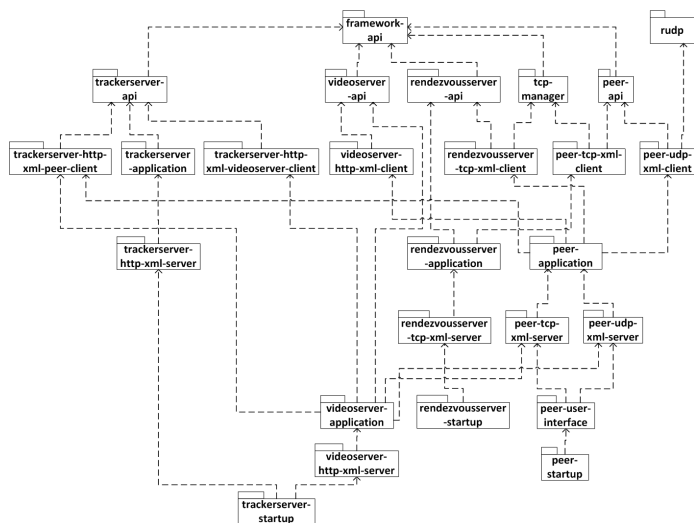 framework-
api
rudp
trackerserver-
api
videoserver
-api
rendezvousserver
-api
tcp-
manager
peer-
api
trackerserver-http-
xml-peer-client
trackerserver
-application
trackerserver-http-
xml-videoserver-client
videoserver-
http-xml-client
rendezvousserver
-tcp-xml-client
peer-tcp-xml-
client
peer-udp-
xml-client
trackerserver-
http-xml-server
rendezvousserver
-application
peer-
application
rendezvousserver
-tcp-xml-server
peer-tcp-
xml-server
peer-udp-
xml-server
videoserver-
application
rendezvousserver
-startup
peer-user-
interface
videoserver-
http-xml-server
peer-
startup
trackerserver-
startup